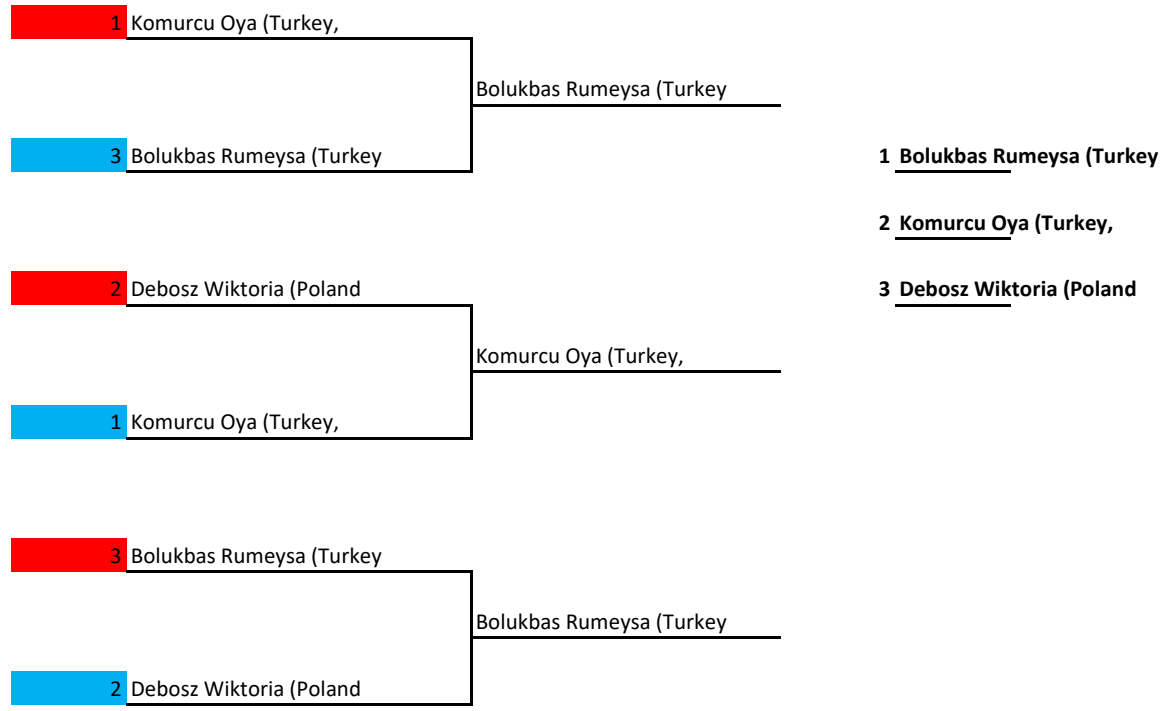 1 Komurcu Oya (Turkey,
Bolukbas Rumeysa (Turkey
3 Bolukbas Rumeysa (Turkey
1 Bolukbas Rumeysa (Turkey
2 Komurcu Oya (Turkey,
2 Debosz Wiktoria (Poland
3 Debosz Wiktoria (Poland
Komurcu Oya (Turkey,
1 Komurcu Oya (Turkey,
3 Bolukbas Rumeysa (Turkey
Bolukbas Rumeysa (Turkey
2 Debosz Wiktoria (Poland